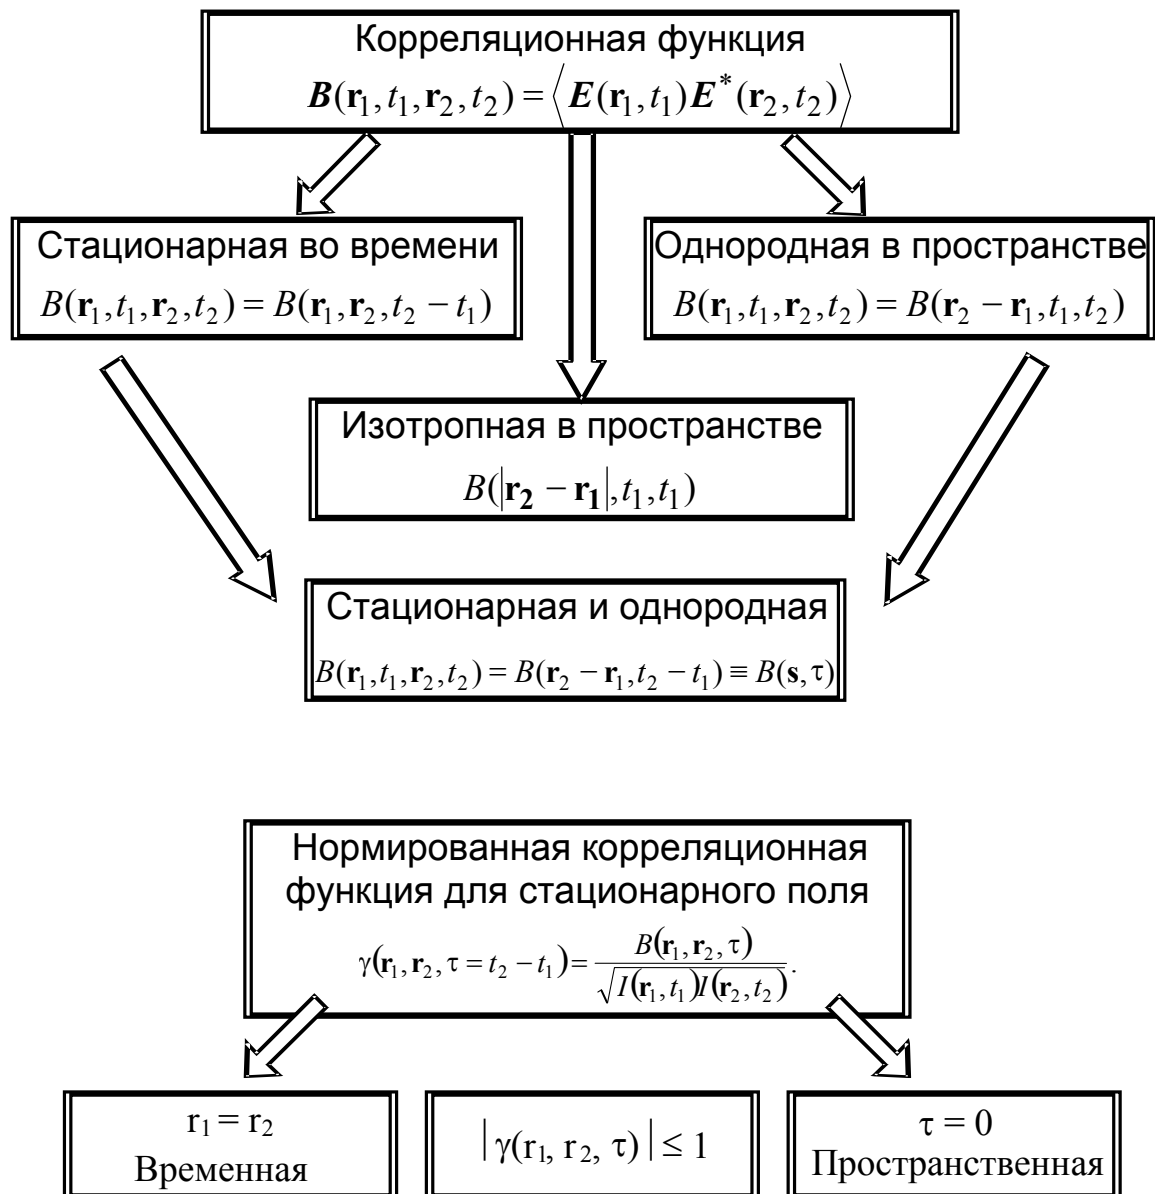 Корреляционная функция
B(r₁, t₁, r₂, t₂) = ⟨E(r₁, t₁)E*(r₂, t₂)⟩
Стационарная во времени
B(r₁, t₁, r₂, t₂) = B(r₁, r₂, t₂ − t₁)
Однородная в пространстве
B(r₁, t₁, r₂, t₂) = B(r₂ − r₁, t₁, t₂)
Изотропная в пространстве
B(|r₂ − r₁|, t₁, t₁)
Стационарная и однородная
B(r₁, t₁, r₂, t₂) = B(r₂ − r₁, t₂ − t₁) ≡ B(s, τ)
Нормированная корреляционная
функция для стационарного поля
γ(r₁, r₂, τ = t₂ − t₁) = B(r₁, r₂, τ) / √(I(r₁, t₁)I(r₂, t₂)).
r₁ = r₂
Временная
|γ(r₁, r₂, τ)| ≤ 1
τ = 0
Пространственная